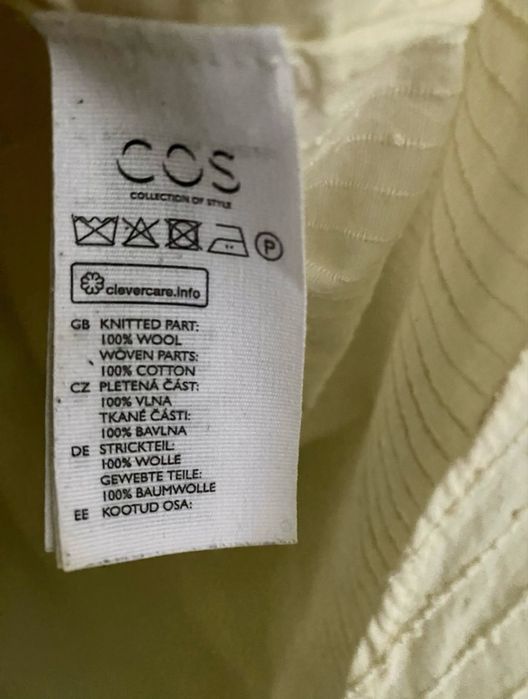 COS
COLLECTION OF STYLE
P
clevercare.info
GB KNITTED PART:
100% WOOL
WOVEN PARTS:
100% COTTON
CZ PLETENÁ ČÁST:
100% VLNA
TKANÉ ČÁSTI:
100% BAVLNA
DE STRICKTEIL:
100% WOLLE
GEWEBTE TEILE:
100% BAUMWOLLE
EE KOOTUD OSA: